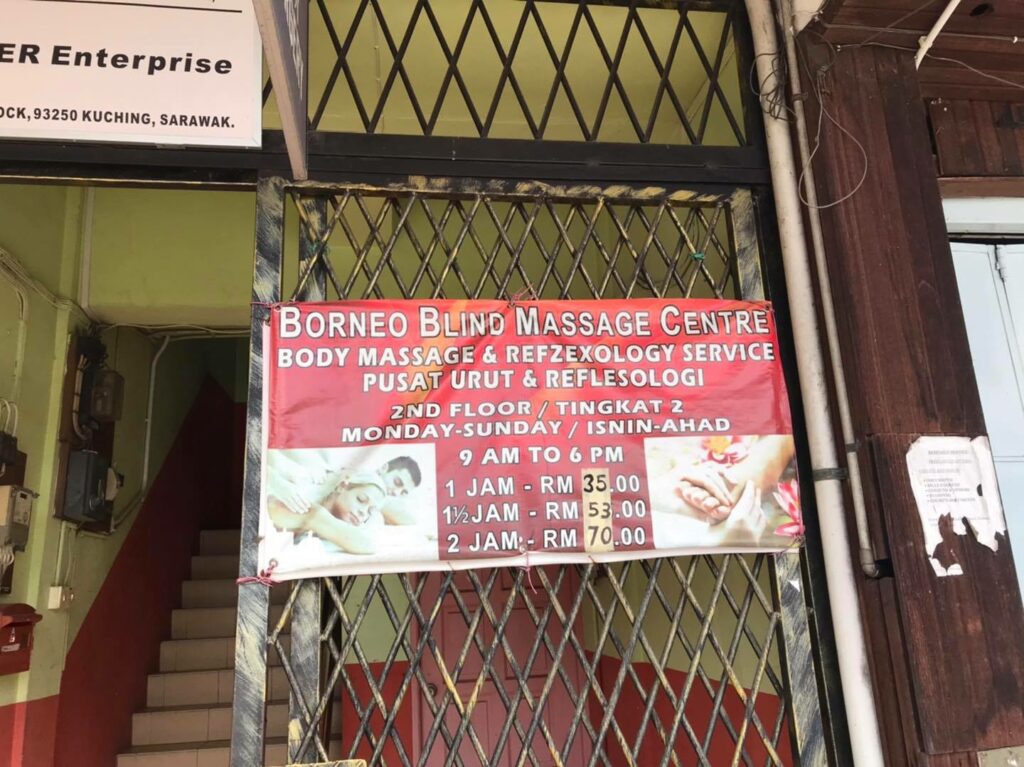 ER Enterprise
OCK, 93250 KUCHING, SARAWAK.
BORNEO BLIND MASSAGE CENTRE
BODY MASSAGE & REFZEXOLOGY SERVICE
PUSAT URUT & REFLESOLOGI
2ND FLOOR / TINGKAT 2
MONDAY-SUNDAY / ISNIN-AHAD
9 AM TO 6 PM
1 JAM - RM 35.00
1½ JAM - RM 53.00
2 JAM - RM 70.00